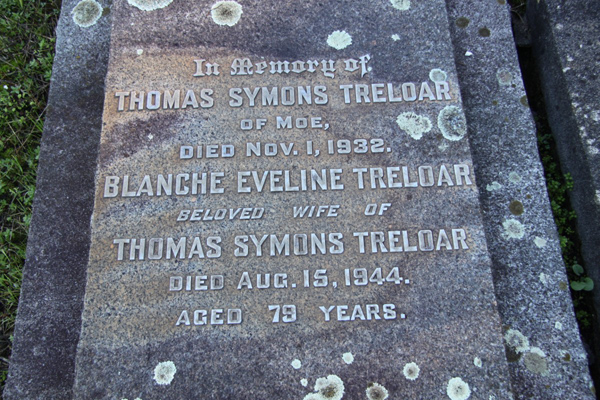 In Memory of
THOMAS SYMONS TRELOAR
OF MOE,
DIED NOV. 1, 1932.
BLANCHE EVELINE TRELOAR
BELOVED WIFE OF
THOMAS SYMONS TRELOAR
DIED AUG. 15, 1944.
AGED 79 YEARS.